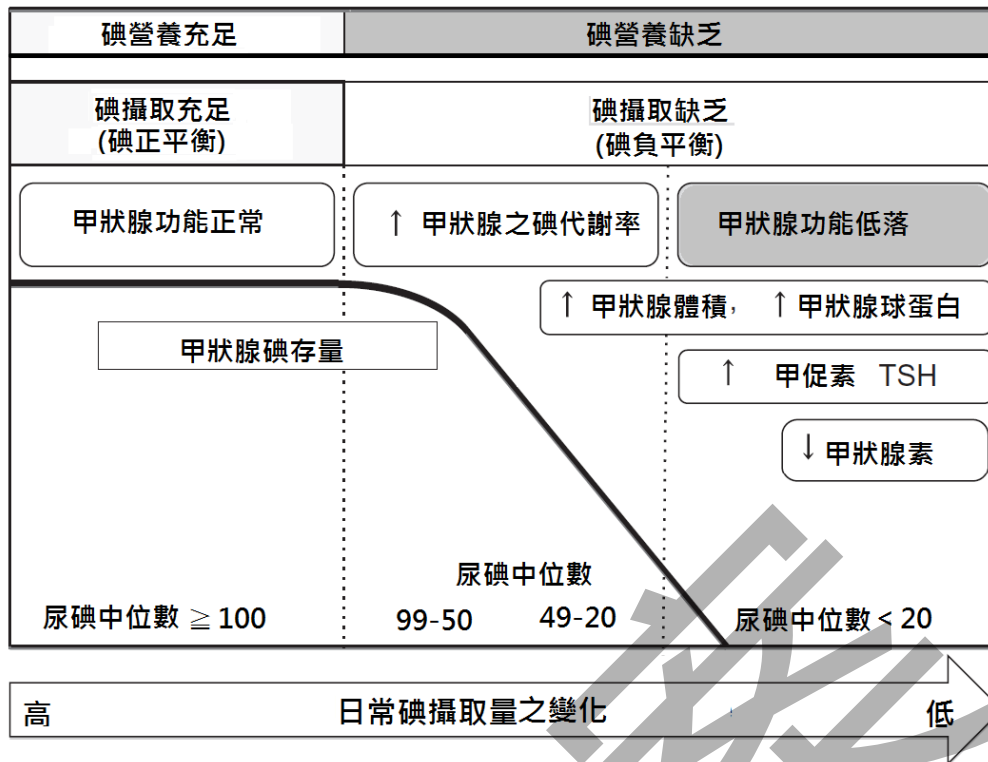 碘營養充足
碘營養缺乏
碘攝取充足
(碘正平衡)
碘攝取缺乏
(碘負平衡)
甲狀腺功能正常
↑ 甲狀腺之碘代謝率
甲狀腺功能低落
↑ 甲狀腺體積, ↑ 甲狀腺球蛋白
甲狀腺碘存量
↑ 甲促素 TSH
↓ 甲狀腺素
尿碘中位數 ≧ 100
尿碘中位數
99-50
49-20
尿碘中位數 < 20
高
日常碘攝取量之變化
低